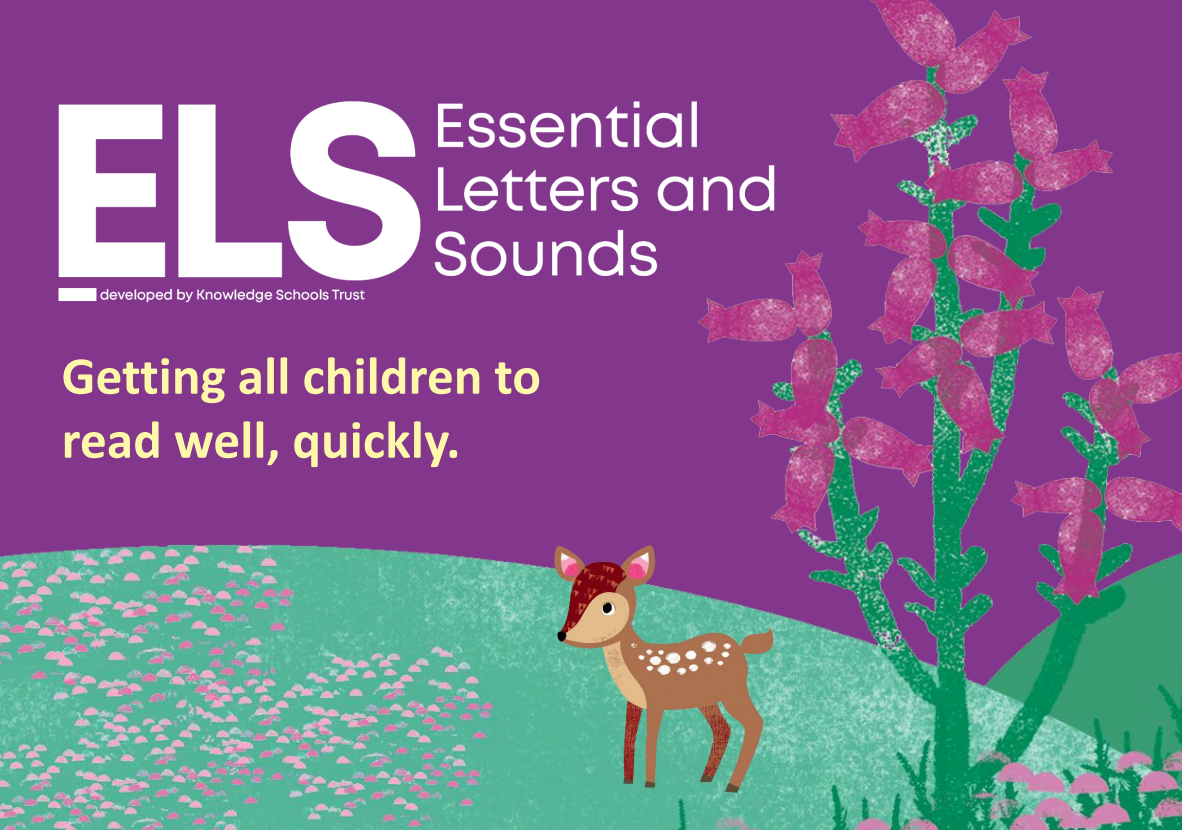 ELS
Essential
Letters and
Sounds
developed by Knowledge Schools Trust
Getting all children to
read well, quickly.